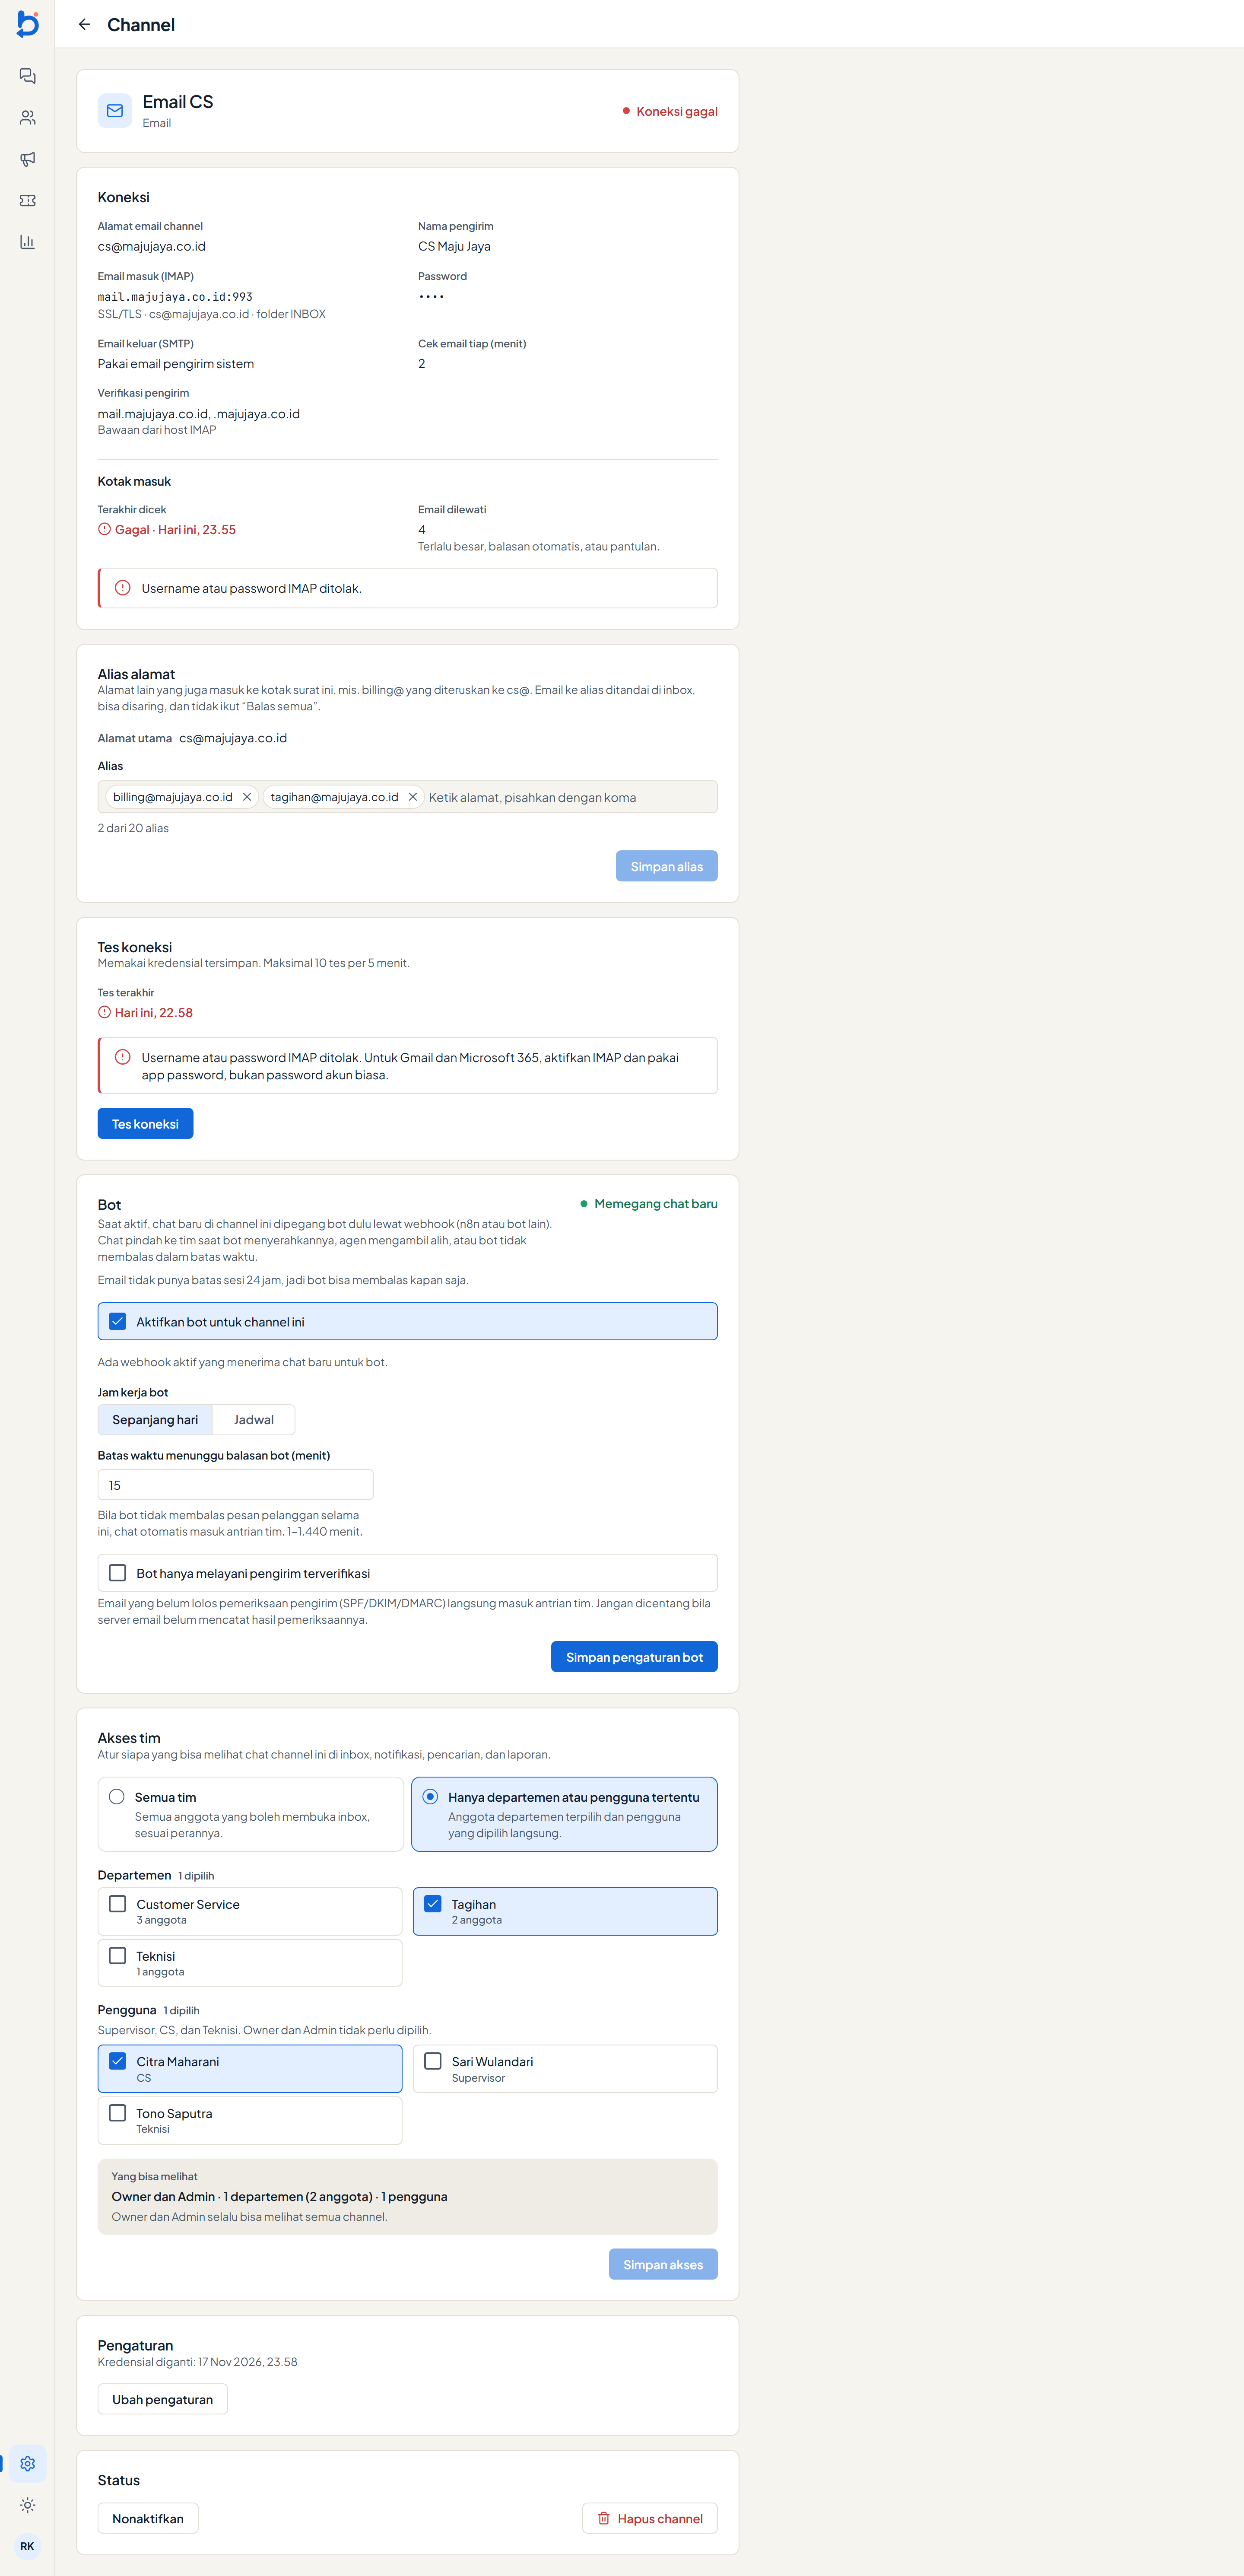 Channel
Email CS
Email
Koneksi gagal
Koneksi
Alamat email channel
cs@majujaya.co.id
Nama pengirim
CS Maju Jaya
Email masuk (IMAP)
mail.majujaya.co.id:993
SSL/TLS · cs@majujaya.co.id · folder INBOX
Password
••••
Email keluar (SMTP)
Pakai email pengirim sistem
Cek email tiap (menit)
2
Verifikasi pengirim
mail.majujaya.co.id, .majujaya.co.id
Bawaan dari host IMAP
Kotak masuk
Terakhir dicek
Gagal · Hari ini, 23.55
Email dilewati
4
Terlalu besar, balasan otomatis, atau pantulan.
Username atau password IMAP ditolak.
Alias alamat
Alamat lain yang juga masuk ke kotak surat ini, mis. billing@ yang diteruskan ke cs@. Email ke alias ditandai di inbox,
bisa disaring, dan tidak ikut “Balas semua”.
Alamat utama cs@majujaya.co.id
Alias
billing@majujaya.co.id tagihan@majujaya.co.id Ketik alamat, pisahkan dengan koma
2 dari 20 alias
Simpan alias
Tes koneksi
Memakai kredensial tersimpan. Maksimal 10 tes per 5 menit.
Tes terakhir
Hari ini, 22.58
Username atau password IMAP ditolak. Untuk Gmail dan Microsoft 365, aktifkan IMAP dan pakai
app password, bukan password akun biasa.
Tes koneksi
Bot
Memegang chat baru
Saat aktif, chat baru di channel ini dipegang bot dulu lewat webhook (n8n atau bot lain).
Chat pindah ke tim saat bot menyerahkannya, agen mengambil alih, atau bot tidak
membalas dalam batas waktu.
Email tidak punya batas sesi 24 jam, jadi bot bisa membalas kapan saja.
Aktifkan bot untuk channel ini
Ada webhook aktif yang menerima chat baru untuk bot.
Jam kerja bot
Sepanjang hari Jadwal
Batas waktu menunggu balasan bot (menit)
15
Bila bot tidak membalas pesan pelanggan selama
ini, chat otomatis masuk antrian tim. 1–1.440 menit.
Bot hanya melayani pengirim terverifikasi
Email yang belum lolos pemeriksaan pengirim (SPF/DKIM/DMARC) langsung masuk antrian tim. Jangan dicentang bila
server email belum mencatat hasil pemeriksaannya.
Simpan pengaturan bot
Akses tim
Atur siapa yang bisa melihat chat channel ini di inbox, notifikasi, pencarian, dan laporan.
Semua tim
Semua anggota yang boleh membuka inbox,
sesuai perannya.
Hanya departemen atau pengguna tertentu
Anggota departemen terpilih dan pengguna
yang dipilih langsung.
Departemen 1 dipilih
Customer Service
3 anggota
Tagihan
2 anggota
Teknisi
1 anggota
Pengguna 1 dipilih
Supervisor, CS, dan Teknisi. Owner dan Admin tidak perlu dipilih.
Citra Maharani
CS
Sari Wulandari
Supervisor
Tono Saputra
Teknisi
Yang bisa melihat
Owner dan Admin · 1 departemen (2 anggota) · 1 pengguna
Owner dan Admin selalu bisa melihat semua channel.
Simpan akses
Pengaturan
Kredensial diganti: 17 Nov 2026, 23.58
Ubah pengaturan
Status
Nonaktifkan
Hapus channel
RK